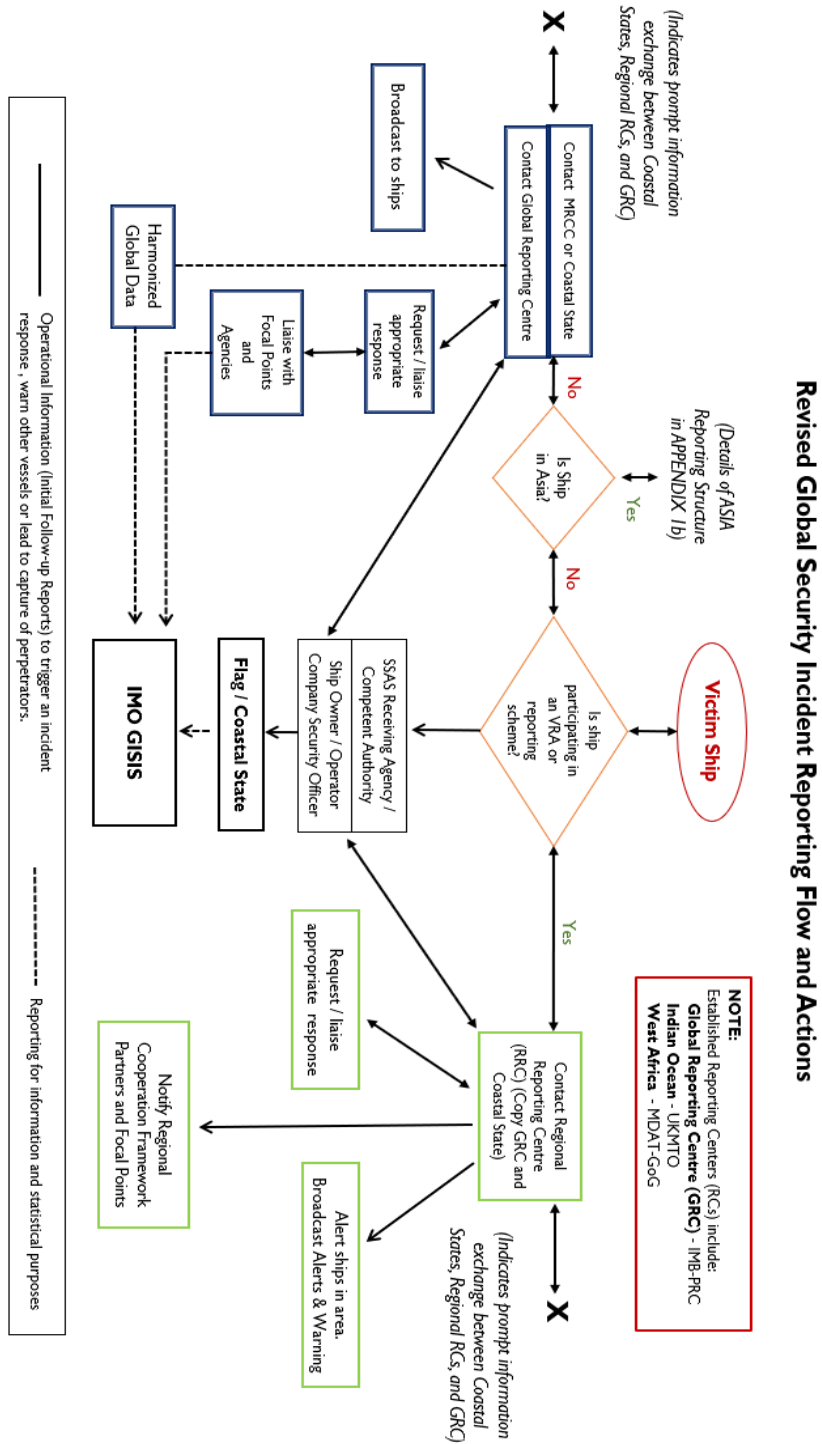 Revised Global Security Incident Reporting Flow and Actions
(Indicates prompt information
exchange between Coastal
States, Regional RCs, and GRC)
X
Contact MRCC or Coastal State
Contact Global Reporting Centre
Broadcast to ships
Harmonized
Global Data
Request / liaise
appropriate
response
Liaise with
Focal Points
and
Agencies
(Details of ASIA
Reporting Structure
in APPENDIX 1b)
Yes
No
Is Ship
in Asia?
No
Victim Ship
Is ship
participating in
an VRA or
reporting
scheme?
Yes
SSAS Receiving Agency /
Competent Authority
Ship Owner / Operator
Company Security Officer
Flag / Coastal State
IMO GISIS
NOTE:
Established Reporting Centers (RCs) include:
Global Reporting Centre (GRC) - IMB-PRC
Indian Ocean - UKMTO
West Africa - MDAT-GoG
Contact Regional
Reporting Centre
(RRC) (Copy GRC and
Coastal State)
X
(Indicates prompt information
exchange between Coastal
States, Regional RCs, and GRC)
Request / liaise
appropriate response
Notify Regional
Cooperation Framework
Partners and Focal Points
Alert ships in area.
Broadcast Alerts & Warning
Operational Information (Initial Follow-up Reports) to trigger an incident
response , warn other vessels or lead to capture of perpetrators.
Reporting for information and statistical purposes